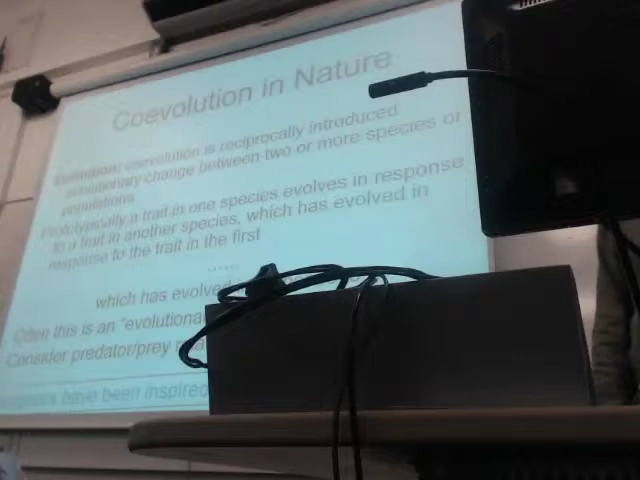 Coevolution in Nature
Definition: coevolution is reciprocally introduced
evolutionary change between two or more species or
populations
Prototypically a trait in one species evolves in response
to a trait in another species, which has evolved in
response to the trait in the first
.....
which has evolved
Often this is an "evolutiona
Consider predator/prey
have been inspired